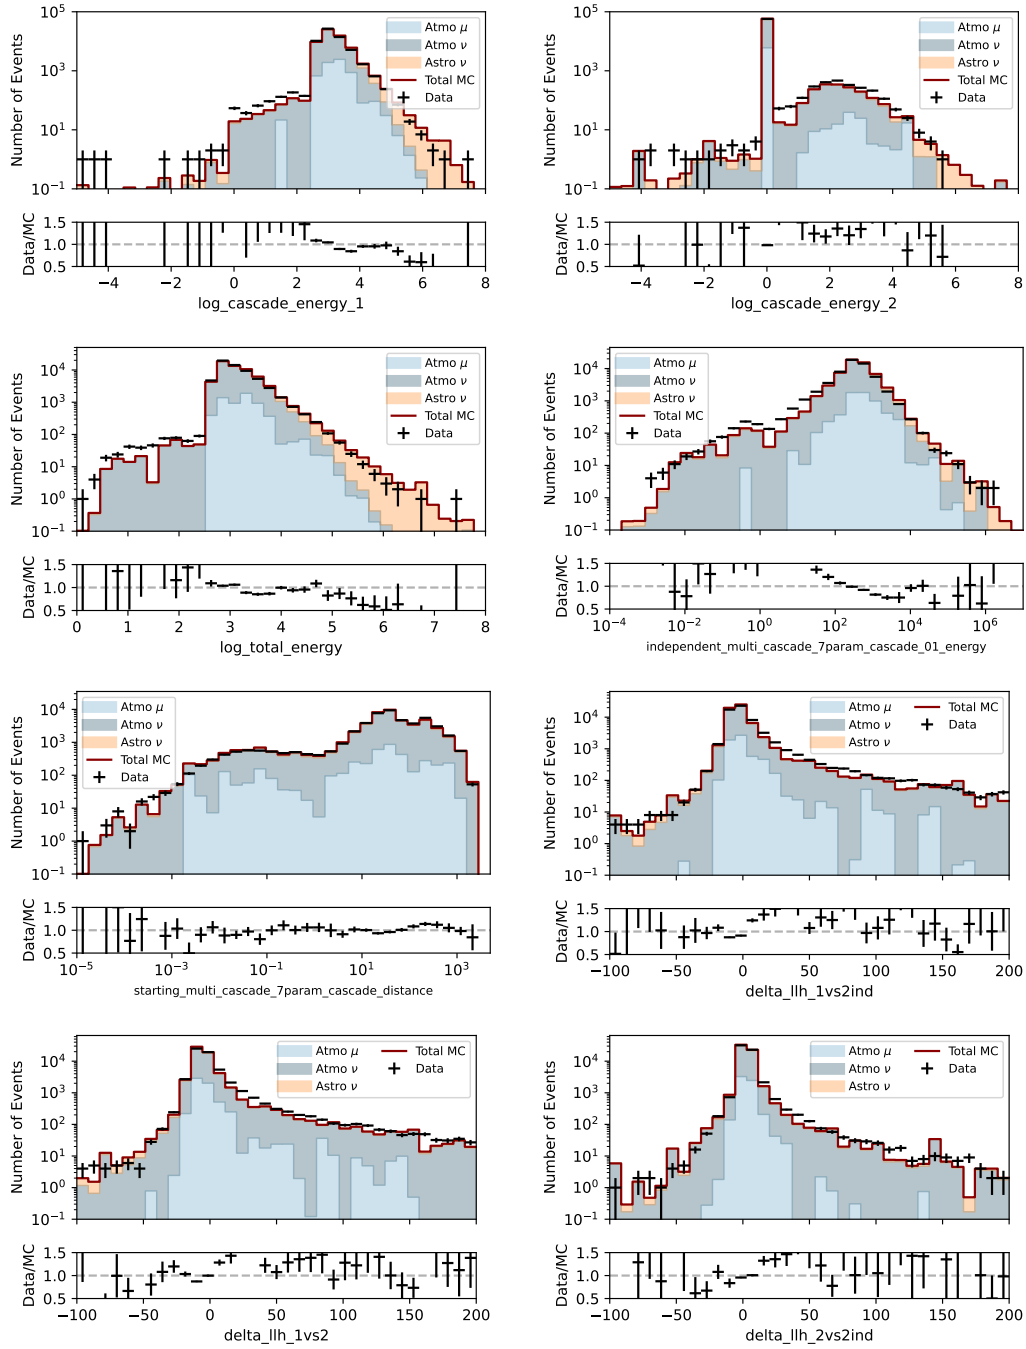 10^5
10^3
10^1
10^-1
Number of Events
Atmo μ
Atmo ν
Astro ν
Total MC
Data
1.5
1.0
0.5
Data/MC
−4 −2 0 2 4 6 8
log_cascade_energy_1
10^5
10^3
10^1
10^-1
Number of Events
Atmo μ
Atmo ν
Astro ν
Total MC
Data
1.5
1.0
0.5
Data/MC
−4 −2 0 2 4 6 8
log_cascade_energy_2
10^4
10^3
10^2
10^1
10^0
10^-1
Number of Events
Atmo μ
Atmo ν
Astro ν
Total MC
Data
1.5
1.0
0.5
Data/MC
0 1 2 3 4 5 6 7 8
log_total_energy
10^4
10^3
10^2
10^1
10^0
10^-1
Number of Events
Atmo μ
Atmo ν
Astro ν
Total MC
Data
1.5
1.0
0.5
Data/MC
10^-4 10^-2 10^0 10^2 10^4 10^6
independent_multi_cascade_7param_cascade_01_energy
10^4
10^3
10^2
10^1
10^0
10^-1
Number of Events
Atmo μ
Atmo ν
Astro ν
Total MC
Data
1.5
1.0
0.5
Data/MC
10^-5 10^-3 10^-1 10^1 10^3
starting_multi_cascade_7param_cascade_distance
10^4
10^3
10^2
10^1
10^0
10^-1
Number of Events
Atmo μ
Atmo ν
Astro ν
Total MC
Data
1.5
1.0
0.5
Data/MC
−100 −50 0 50 100 150 200
delta_llh_1vs2ind
10^4
10^3
10^2
10^1
10^0
10^-1
Number of Events
Atmo μ
Atmo ν
Astro ν
Total MC
Data
1.5
1.0
0.5
Data/MC
−100 −50 0 50 100 150 200
delta_llh_1vs2
10^4
10^3
10^2
10^1
10^0
10^-1
Number of Events
Atmo μ
Atmo ν
Astro ν
Total MC
Data
1.5
1.0
0.5
Data/MC
−100 −50 0 50 100 150 200
delta_llh_2vs2ind